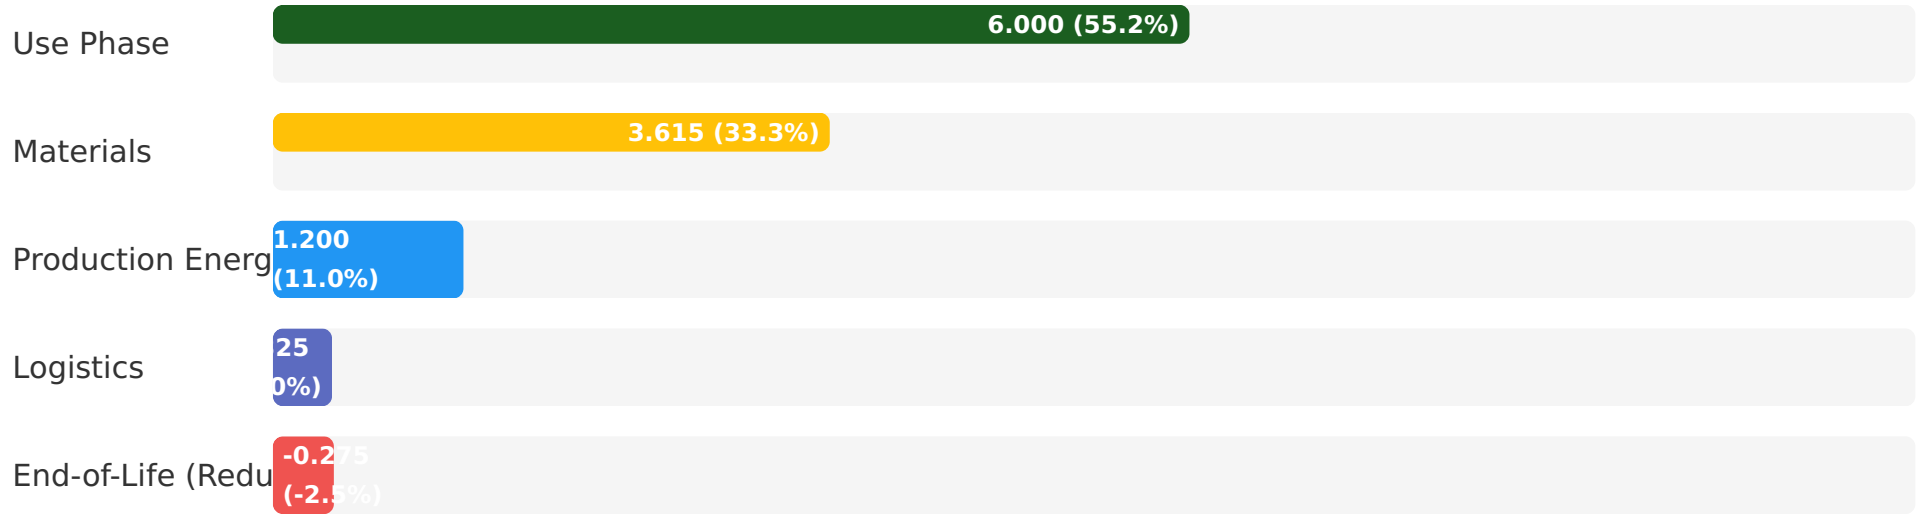 Use Phase
6.000 (55.2%)
Materials
3.615 (33.3%)
Production Energ
1.200
(11.0%)
Logistics
25
0%)
End-of-Life (Redu
-0.275
(-2.5%)